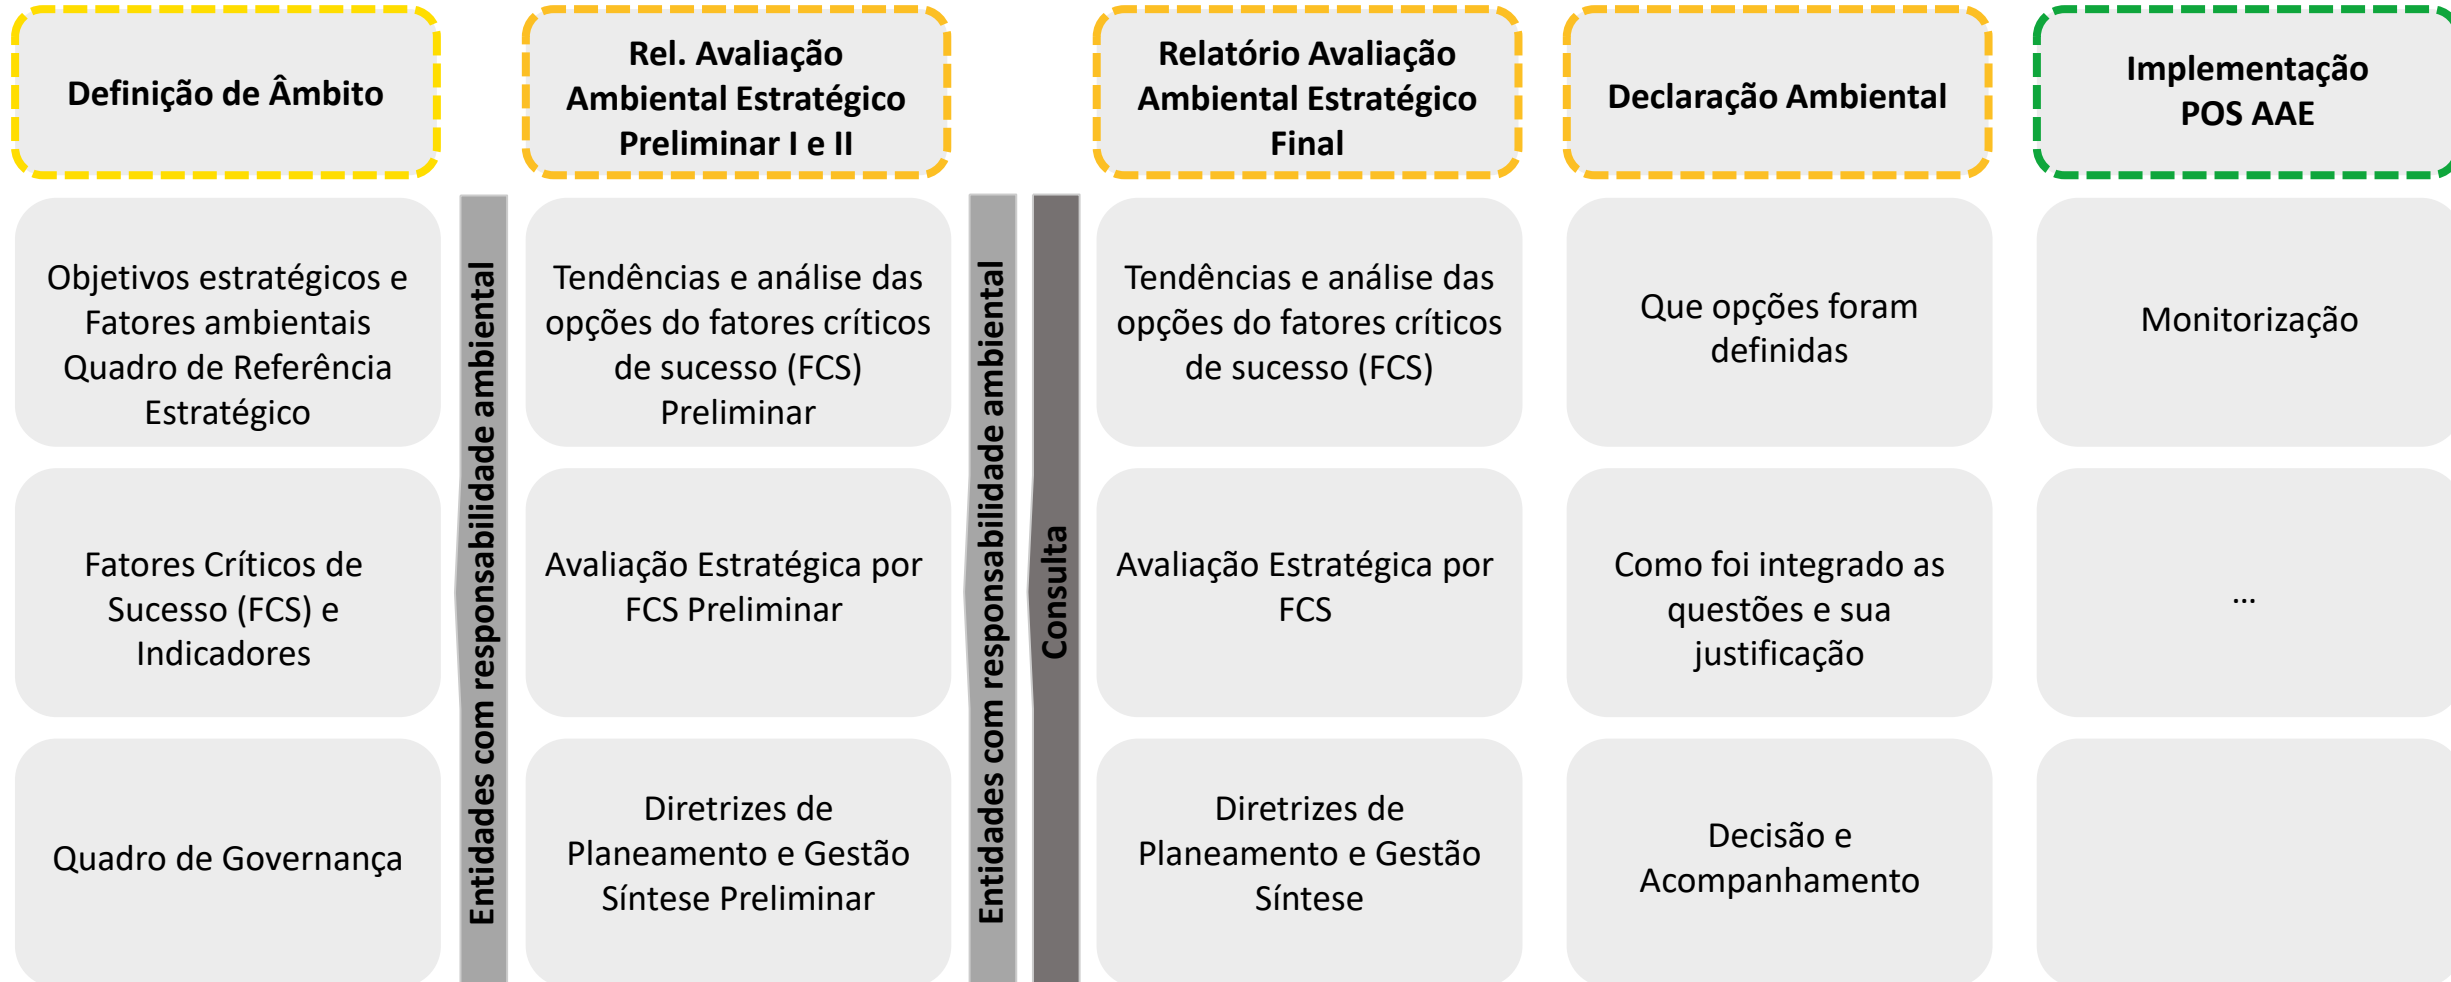 Definição de Âmbito
Rel. Avaliação
Ambiental Estratégico
Preliminar I e II
Relatório Avaliação
Ambiental Estratégico
Final
Declaração Ambiental
Implementação
POS AAE
Objetivos estratégicos e
Fatores ambientais
Quadro de Referência
Estratégico
Fatores Críticos de
Sucesso (FCS) e
Indicadores
Quadro de Governança
Entidades com responsabilidade ambiental
Tendências e análise das
opções do fatores críticos
de sucesso (FCS)
Preliminar
Avaliação Estratégica por
FCS Preliminar
Diretrizes de
Planeamento e Gestão
Síntese Preliminar
Entidades com responsabilidade ambiental
Consulta
Tendências e análise das
opções do fatores críticos
de sucesso (FCS)
Avaliação Estratégica por
FCS
Diretrizes de
Planeamento e Gestão
Síntese
Que opções foram
definidas
Como foi integrado as
questões e sua
justificação
Decisão e
Acompanhamento
Monitorização
...